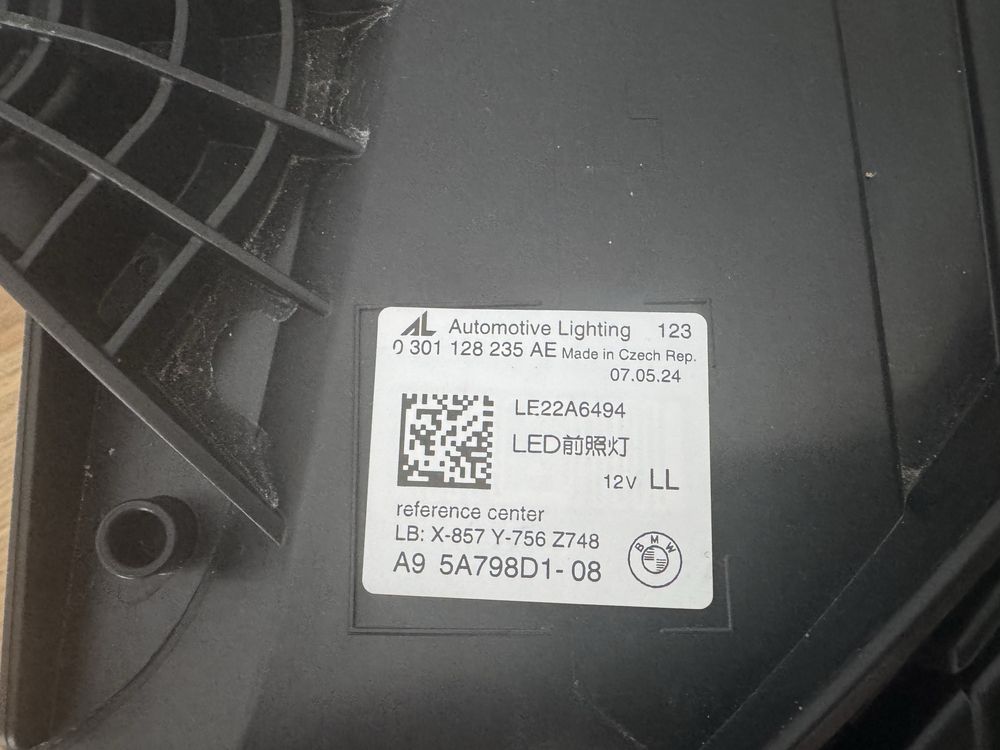 AL Automotive Lighting 123
0 301 128 235 AE Made in Czech Rep.
07.05.24
LE22A6494
LED前照灯
12V LL
reference center
LB: X-857 Y-756 Z748
A9 5A798D1-08
BMW